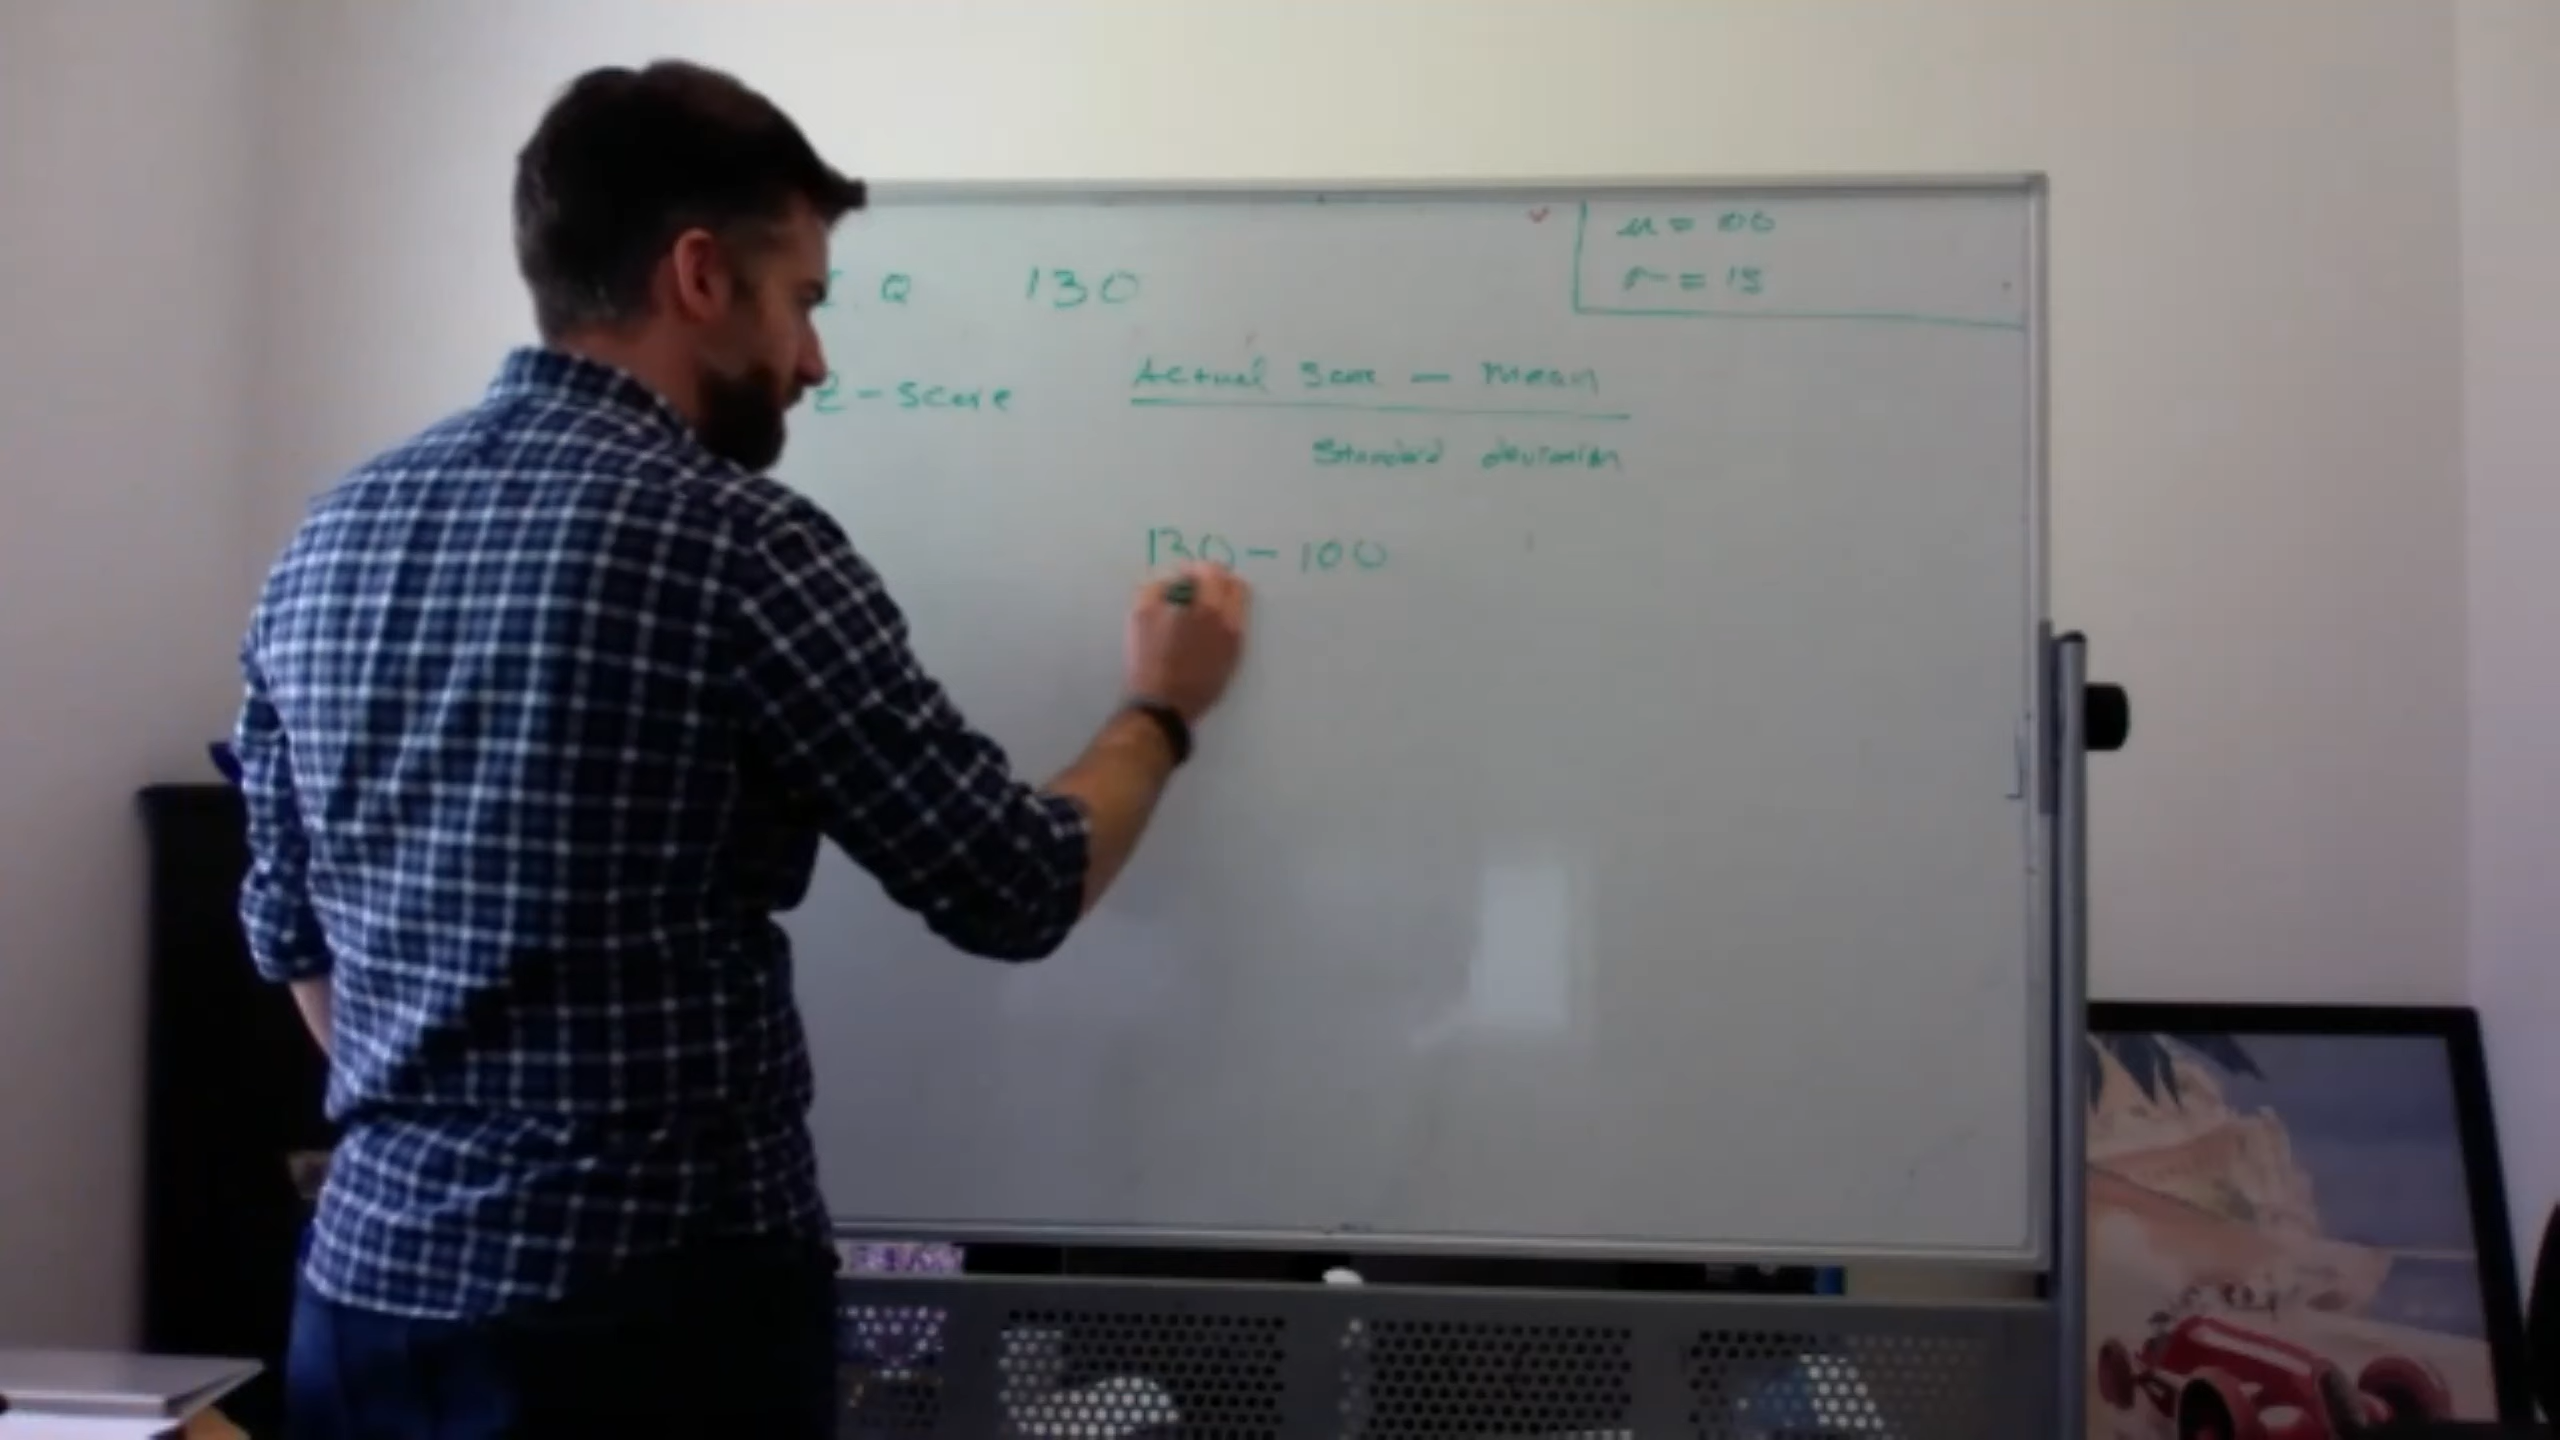 μ = 100
σ = 15
I.Q 130
Z-score Actual Score — Mean
Standard deviation
130 - 100